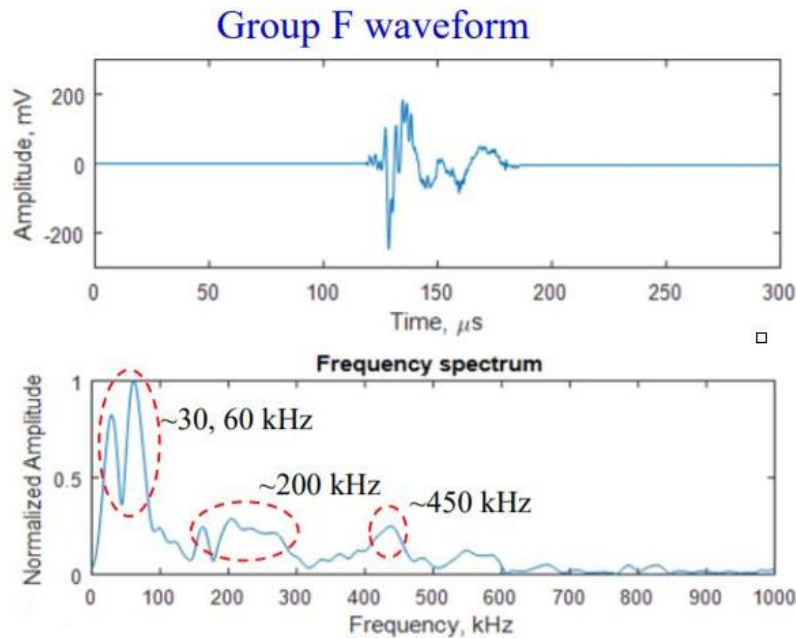 Group F waveform
200
0
-200
Amplitude, mV
0 50 100 150 200 250 300
Time, μs
Frequency spectrum
1
0.5
0
Normalized Amplitude
~30, 60 kHz
~200 kHz
~450 kHz
0 100 200 300 400 500 600 700 800 900 1000
Frequency, kHz